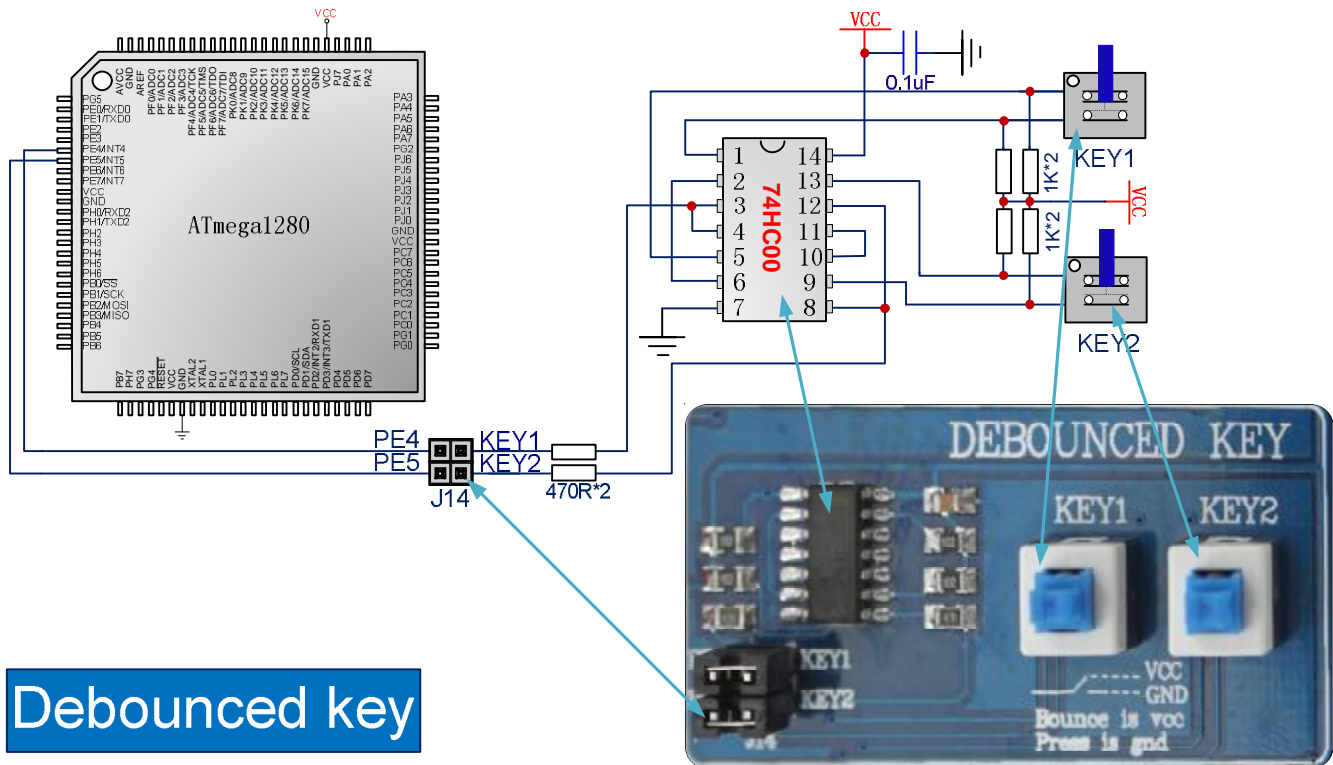 VCC
AVCC
GND
AREF
PF0/ADC0
PF1/ADC1
PF2/ADC2
PF3/ADC3
PF4/ADC4/TCK
PF5/ADC5/TMS
PF6/ADC6/TDO
PF7/ADC7/TDI
PK0/ADC8
PK1/ADC9
PK2/ADC10
PK3/ADC11
PK4/ADC12
PK5/ADC13
PK6/ADC14
PK7/ADC15
GND
VCC
PJ7
PA0
PA1
PA2
PG5
PE0/RXD0
PE1/TXD0
PE2
PE3
PE4/INT4
PE5/INT5
PE6/INT6
PE7/INT7
VCC
GND
PH0/RXD2
PH1/TXD2
PH2
PH3
PH4
PH5
PH6
PB0/SS
PB1/SCK
PB2/MOSI
PB3/MISO
PB4
PB5
PB6
ATmega1280
PA3
PA4
PA5
PA6
PA7
PG2
PJ6
PJ5
PJ4
PJ3
PJ2
PJ1
PJ0
GND
VCC
PC7
PC6
PC5
PC4
PC3
PC2
PC1
PC0
PG1
PG0
PB7
PH7
PG3
PG4
RESET
VCC
GND
XTAL2
XTAL1
PL0
PL1
PL2
PL3
PL4
PL5
PL6
PL7
PD0/SCL
PD1/SDA
PD2/INT2/RXD1
PD3/INT3/TXD1
PD4
PD5
PD6
PD7
VCC
0.1uF
1 14
2 13
3 12
4 11
5 10
6 9
7 8
74HC00
1K*2
1K*2
VCC
KEY1
KEY2
PE4 KEY1
PE5 KEY2
J14
470R*2
DEBOUNCED KEY
KEY1 KEY2
KEY1
KEY2
J14
VCC
GND
Bounce is vcc
Press is gnd
Debounced key